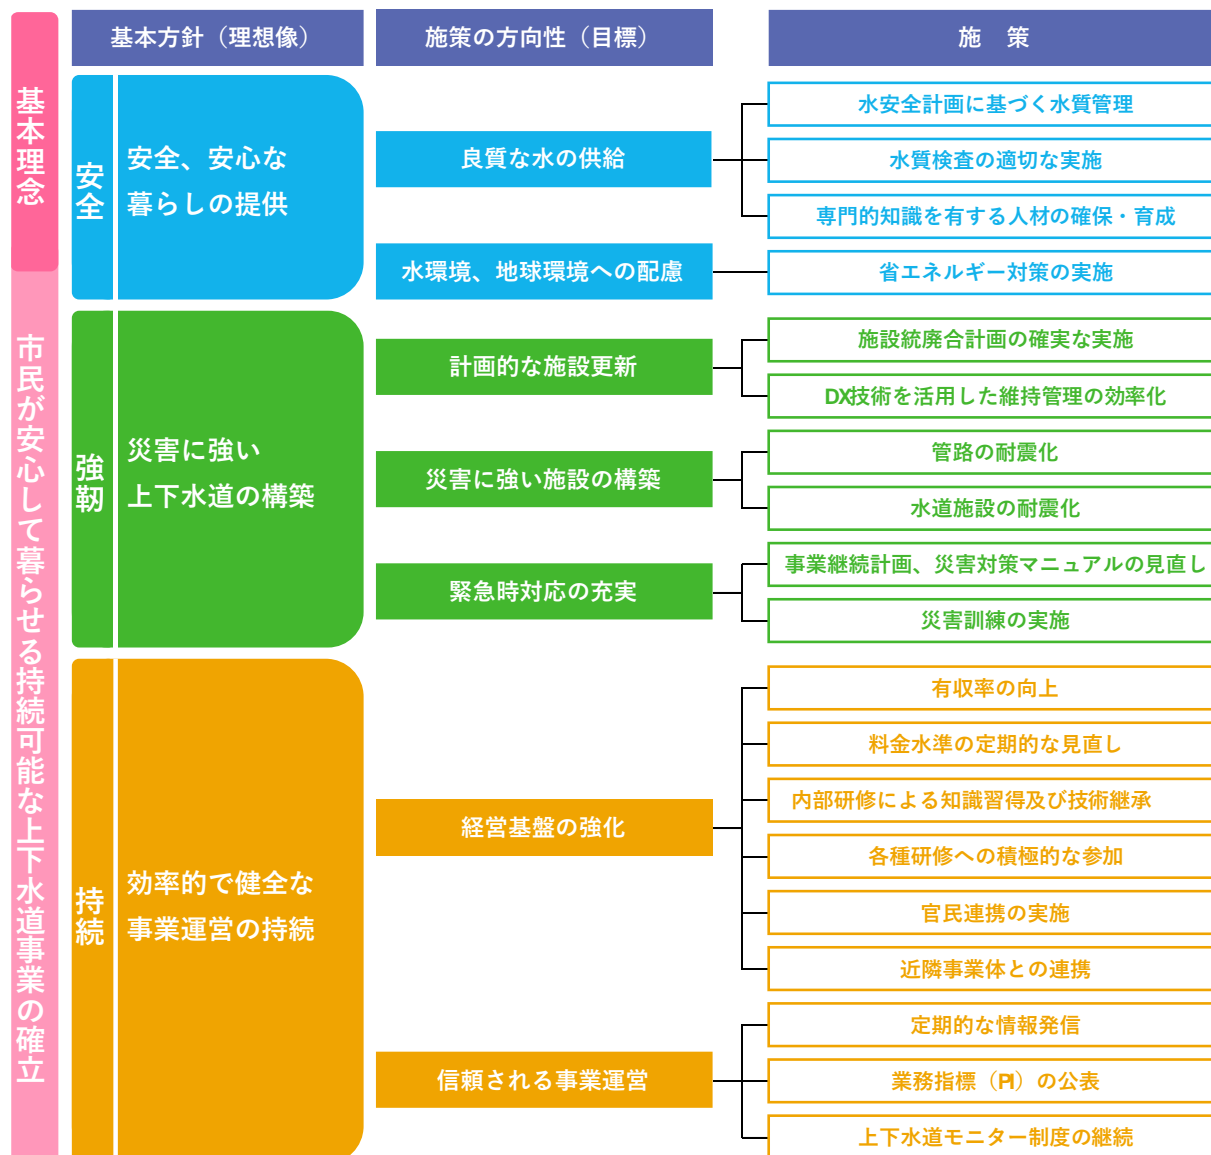 基本理念
市民が安心して暮らせる持続可能な上下水道事業の確立
基本方針（理想像）
施策の方向性（目標）
施　策
安全
安全、安心な
暮らしの提供
良質な水の供給
水安全計画に基づく水質管理
水質検査の適切な実施
専門的知識を有する人材の確保・育成
水環境、地球環境への配慮
省エネルギー対策の実施
強靭
災害に強い
上下水道の構築
計画的な施設更新
施設統廃合計画の確実な実施
DX技術を活用した維持管理の効率化
災害に強い施設の構築
管路の耐震化
水道施設の耐震化
緊急時対応の充実
事業継続計画、災害対策マニュアルの見直し
災害訓練の実施
持続
効率的で健全な
事業運営の持続
経営基盤の強化
有収率の向上
料金水準の定期的な見直し
内部研修による知識習得及び技術継承
各種研修への積極的な参加
官民連携の実施
近隣事業体との連携
信頼される事業運営
定期的な情報発信
業務指標（PI）の公表
上下水道モニター制度の継続